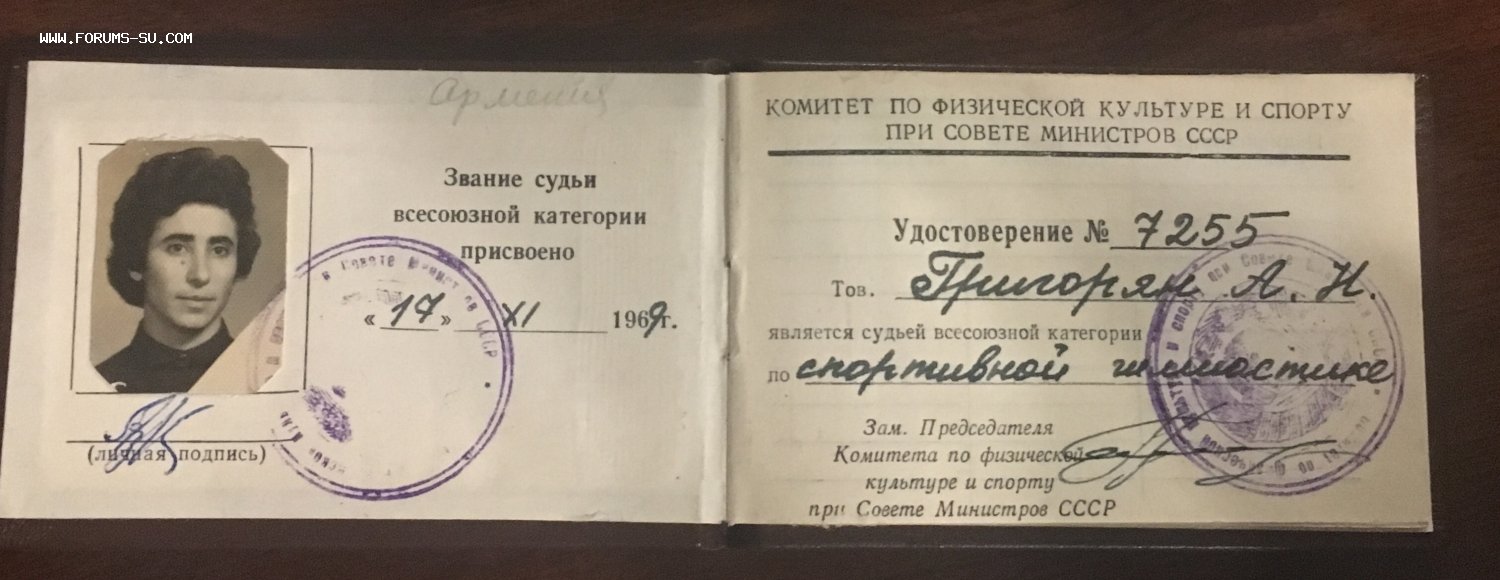 WWW.FORUMS-SU.COM
Армения
Звание судьи
всесоюзной категории
присвоено
«17» XI 1969г.
(личная подпись)
КОМИТЕТ ПО ФИЗИЧЕСКОЙ КУЛЬТУРЕ И СПОРТУ
ПРИ СОВЕТЕ МИНИСТРОВ СССР
Удостоверение № 7255
Тов. Григорян А. Н.
является судьей всесоюзной категории
по спортивной гимнастике
Зам. Председателя
Комитета по физической
культуре и спорту
при Совете Министров СССР